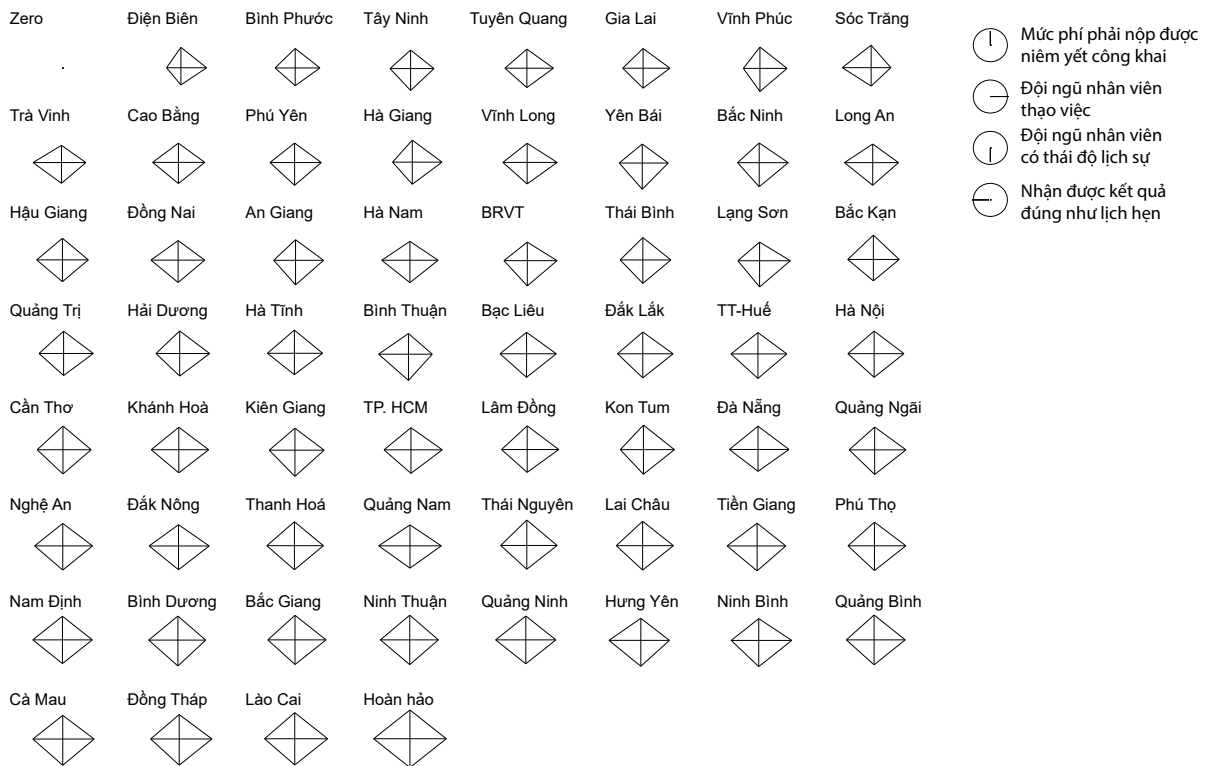 Zero Điện Biên Bình Phước Tây Ninh Tuyên Quang Gia Lai Vĩnh Phúc Sóc Trăng
Trà Vinh Cao Bằng Phú Yên Hà Giang Vĩnh Long Yên Bái Bắc Ninh Long An
Hậu Giang Đồng Nai An Giang Hà Nam BRVT Thái Bình Lạng Sơn Bắc Kạn
Quảng Trị Hải Dương Hà Tĩnh Bình Thuận Bạc Liêu Đắk Lắk TT-Huế Hà Nội
Cần Thơ Khánh Hoà Kiên Giang TP. HCM Lâm Đồng Kon Tum Đà Nẵng Quảng Ngãi
Nghệ An Đắk Nông Thanh Hoá Quảng Nam Thái Nguyên Lai Châu Tiền Giang Phú Thọ
Nam Định Bình Dương Bắc Giang Ninh Thuận Quảng Ninh Hưng Yên Ninh Bình Quảng Bình
Cà Mau Đồng Tháp Lào Cai Hoàn hảo
Mức phí phải nộp được
niêm yết công khai
Đội ngũ nhân viên
thạo việc
Đội ngũ nhân viên
có thái độ lịch sự
Nhận được kết quả
đúng như lịch hẹn